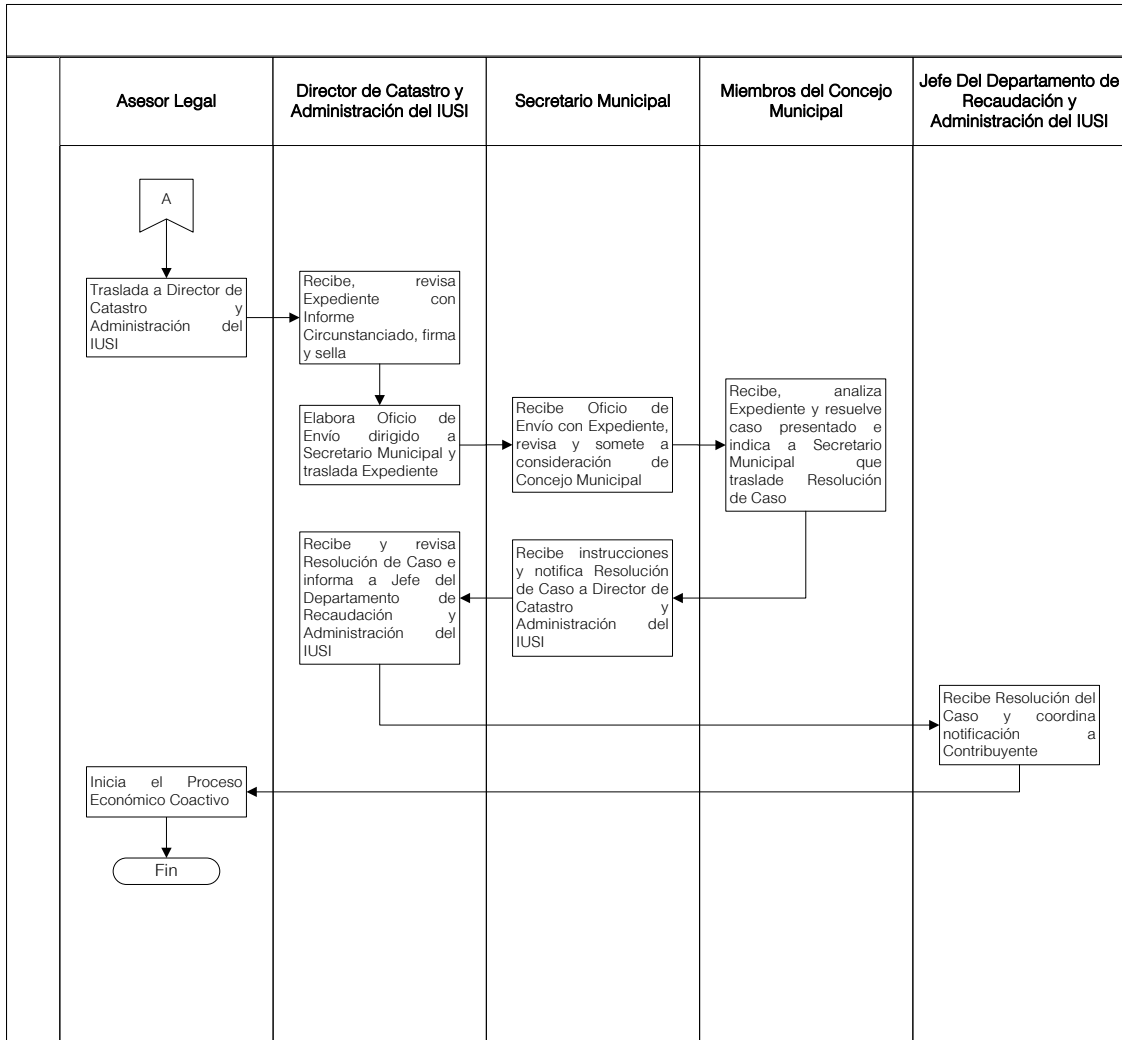 Asesor Legal
Director de Catastro y
Administración del IUSI
Secretario Municipal
Miembros del Concejo
Municipal
Jefe Del Departamento de
Recaudación y
Administración del IUSI
A
Traslada a Director de
Catastro y
Administración del
IUSI
Recibe, revisa
Expediente con
Informe
Circunstanciado, firma
y sella
Elabora Oficio de
Envío dirigido a
Secretario Municipal y
traslada Expediente
Recibe Oficio de
Envío con Expediente,
revisa y somete a
consideración de
Concejo Municipal
Recibe, analiza
Expediente y resuelve
caso presentado e
indica a Secretario
Municipal que
traslade Resolución
de Caso
Recibe instrucciones
y notifica Resolución
de Caso a Director de
Catastro y
Administración del
IUSI
Recibe y revisa
Resolución de Caso e
informa a Jefe del
Departamento de
Recaudación y
Administración del
IUSI
Recibe Resolución del
Caso y coordina
notificación a
Contribuyente
Inicia el Proceso
Económico Coactivo
Fin